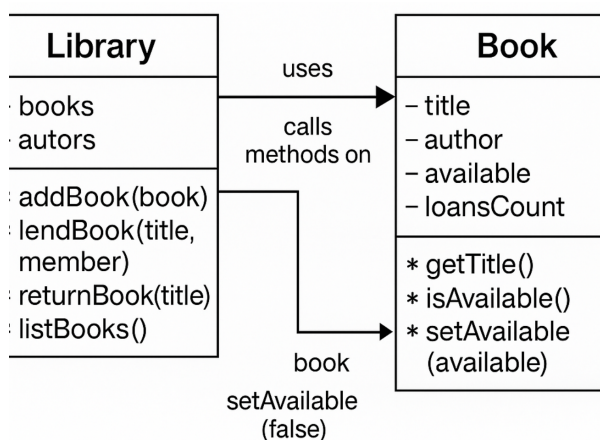 Library
- books
- autors
* addBook(book)
* lendBook(title,
member)
* returnBook(title)
* listBooks()
uses
calls
methods on
book
setAvailable
(false)
Book
– title
– author
– available
– loansCount
* getTitle()
* isAvailable()
* setAvailable
(available)